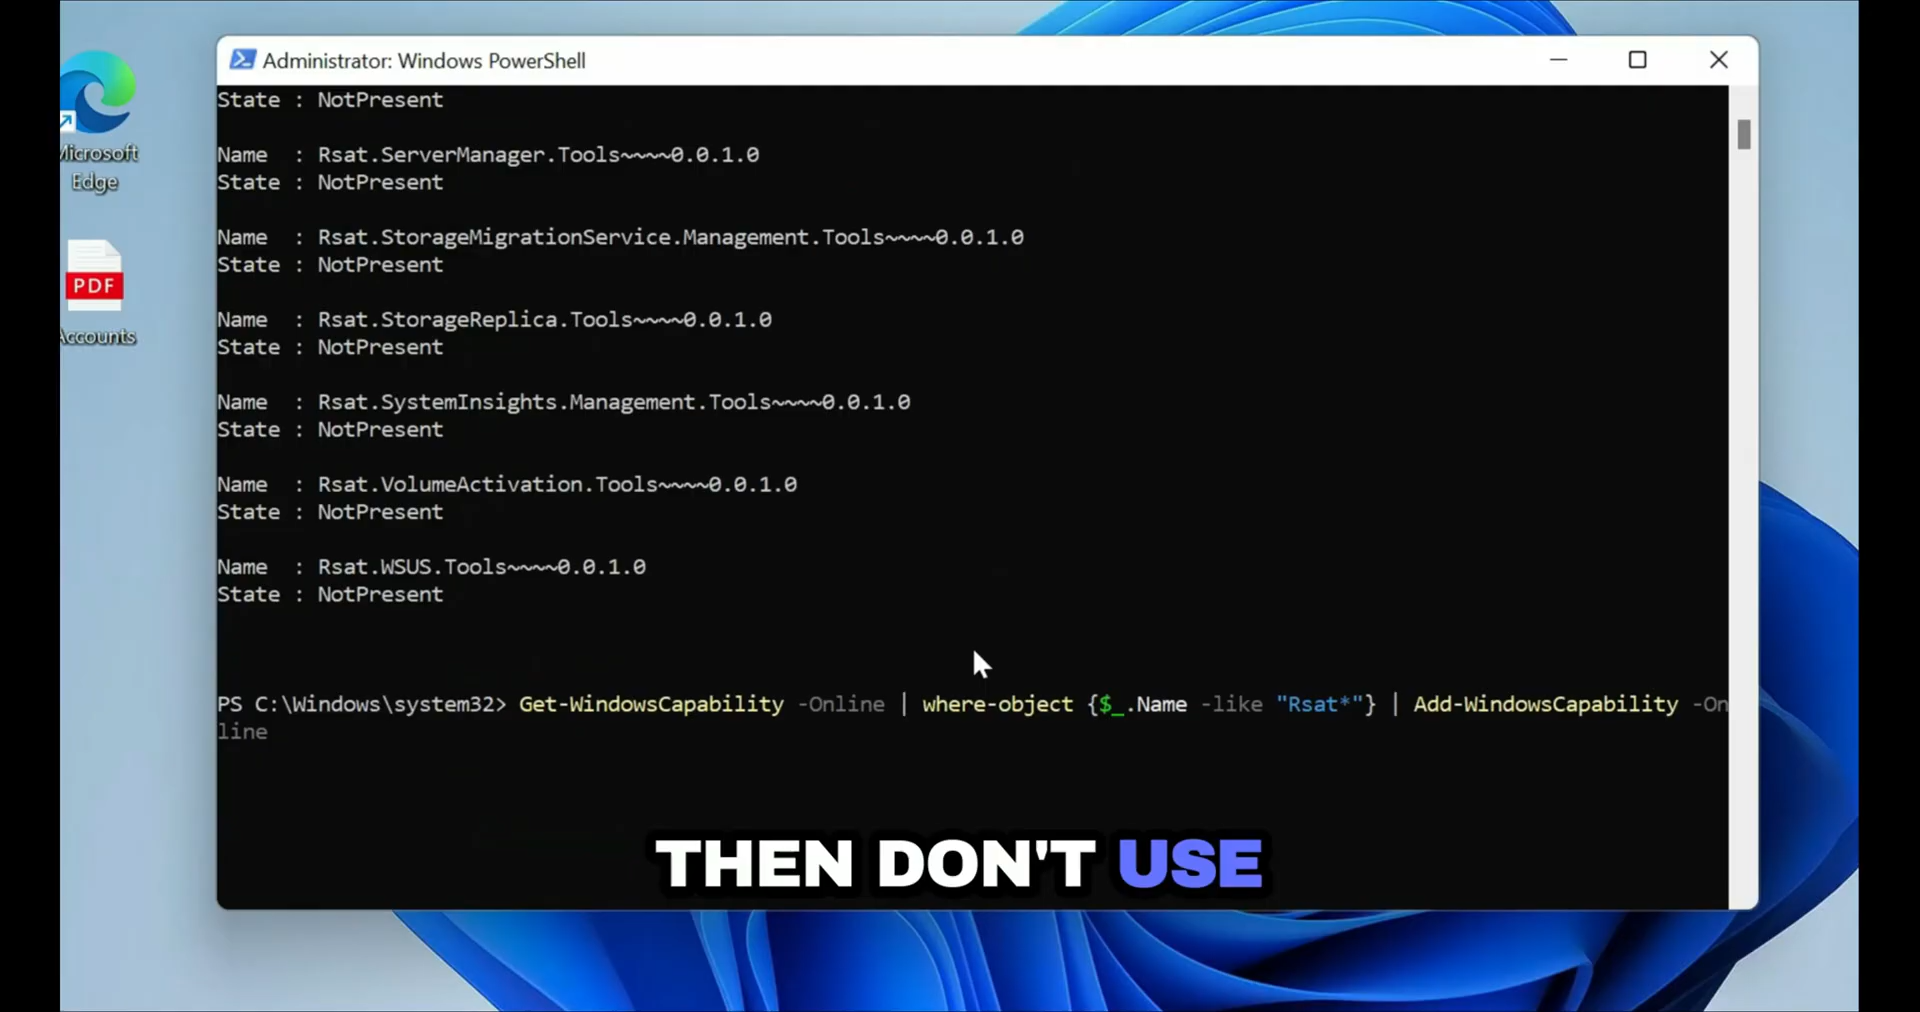 Administrator: Windows PowerShell
Microsoft
Edge
PDF
Accounts
State : NotPresent
Name  : Rsat.ServerManager.Tools~~~~0.0.1.0
State : NotPresent
Name  : Rsat.StorageMigrationService.Management.Tools~~~~0.0.1.0
State : NotPresent
Name  : Rsat.StorageReplica.Tools~~~~0.0.1.0
State : NotPresent
Name  : Rsat.SystemInsights.Management.Tools~~~~0.0.1.0
State : NotPresent
Name  : Rsat.VolumeActivation.Tools~~~~0.0.1.0
State : NotPresent
Name  : Rsat.WSUS.Tools~~~~0.0.1.0
State : NotPresent
PS C:\Windows\system32> Get-WindowsCapability -Online | where-object {$_.Name -like "Rsat*"} | Add-WindowsCapability -On
line
THEN DON'T USE